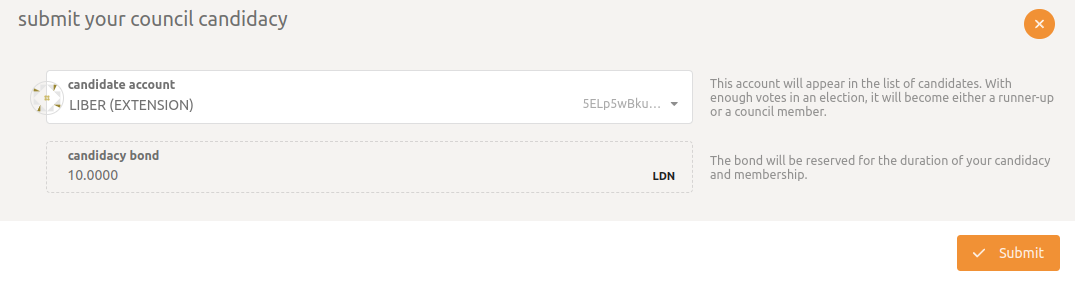 submit your council candidacy
candidate account
LIBER (EXTENSION)
5ELp5wBku...
This account will appear in the list of candidates. With
enough votes in an election, it will become either a runner-up
or a council member.
candidacy bond
10.0000
LDN
The bond will be reserved for the duration of your candidacy
and membership.
Submit